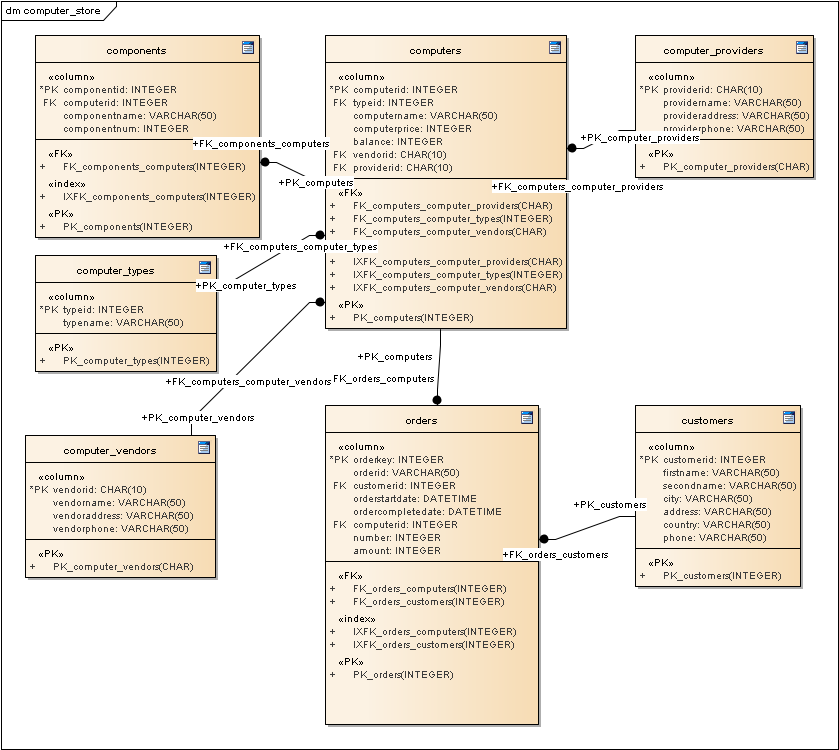 dm computer_store
components
«column»
*PK componentid: INTEGER
FK computerid: INTEGER
componentname: VARCHAR(50)
componentnum: INTEGER
«FK»
+ FK_components_computers(INTEGER)
«index»
+ IXFK_components_computers(INTEGER)
«PK»
+ PK_components(INTEGER)
computers
«column»
*PK computerid: INTEGER
FK typeid: INTEGER
computername: VARCHAR(50)
computerprice: INTEGER
balance: INTEGER
FK vendorid: CHAR(10)
FK providerid: CHAR(10)
«FK»
+ FK_computers_computer_providers(CHAR)
+ FK_computers_computer_types(INTEGER)
+ FK_computers_computer_vendors(CHAR)
+ IXFK_computers_computer_providers(CHAR)
+ IXFK_computers_computer_types(INTEGER)
+ IXFK_computers_computer_vendors(CHAR)
«PK»
+ PK_computers(INTEGER)
computer_providers
«column»
*PK providerid: CHAR(10)
providername: VARCHAR(50)
provideraddress: VARCHAR(50)
providerphone: VARCHAR(50)
«PK»
+ PK_computer_providers(CHAR)
+FK_components_computers
+PK_computers
+PK_computer_providers
+FK_computers_computer_providers
+FK_computers_computer_types
+PK_computer_types
computer_types
«column»
*PK typeid: INTEGER
typename: VARCHAR(50)
«PK»
+ PK_computer_types(INTEGER)
+PK_computers
+FK_computers_computer_vendors
FK_orders_computers
+PK_computer_vendors
computer_vendors
«column»
*PK vendorid: CHAR(10)
vendorname: VARCHAR(50)
vendoraddress: VARCHAR(50)
vendorphone: VARCHAR(50)
«PK»
+ PK_computer_vendors(CHAR)
orders
«column»
*PK orderkey: INTEGER
orderid: VARCHAR(50)
FK customerid: INTEGER
orderstartdate: DATETIME
ordercompletedate: DATETIME
FK computerid: INTEGER
number: INTEGER
amount: INTEGER
«FK»
+ FK_orders_computers(INTEGER)
+ FK_orders_customers(INTEGER)
«index»
+ IXFK_orders_computers(INTEGER)
+ IXFK_orders_customers(INTEGER)
«PK»
+ PK_orders(INTEGER)
+PK_customers
+FK_orders_customers
customers
«column»
*PK customerid: INTEGER
firstname: VARCHAR(50)
secondname: VARCHAR(50)
city: VARCHAR(50)
address: VARCHAR(50)
country: VARCHAR(50)
phone: VARCHAR(50)
«PK»
+ PK_customers(INTEGER)